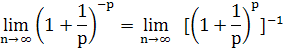 lim n→∞ (1 + 1/p)^{-p} = lim n→∞ [(1 + 1/p)^{p}]^{-1}